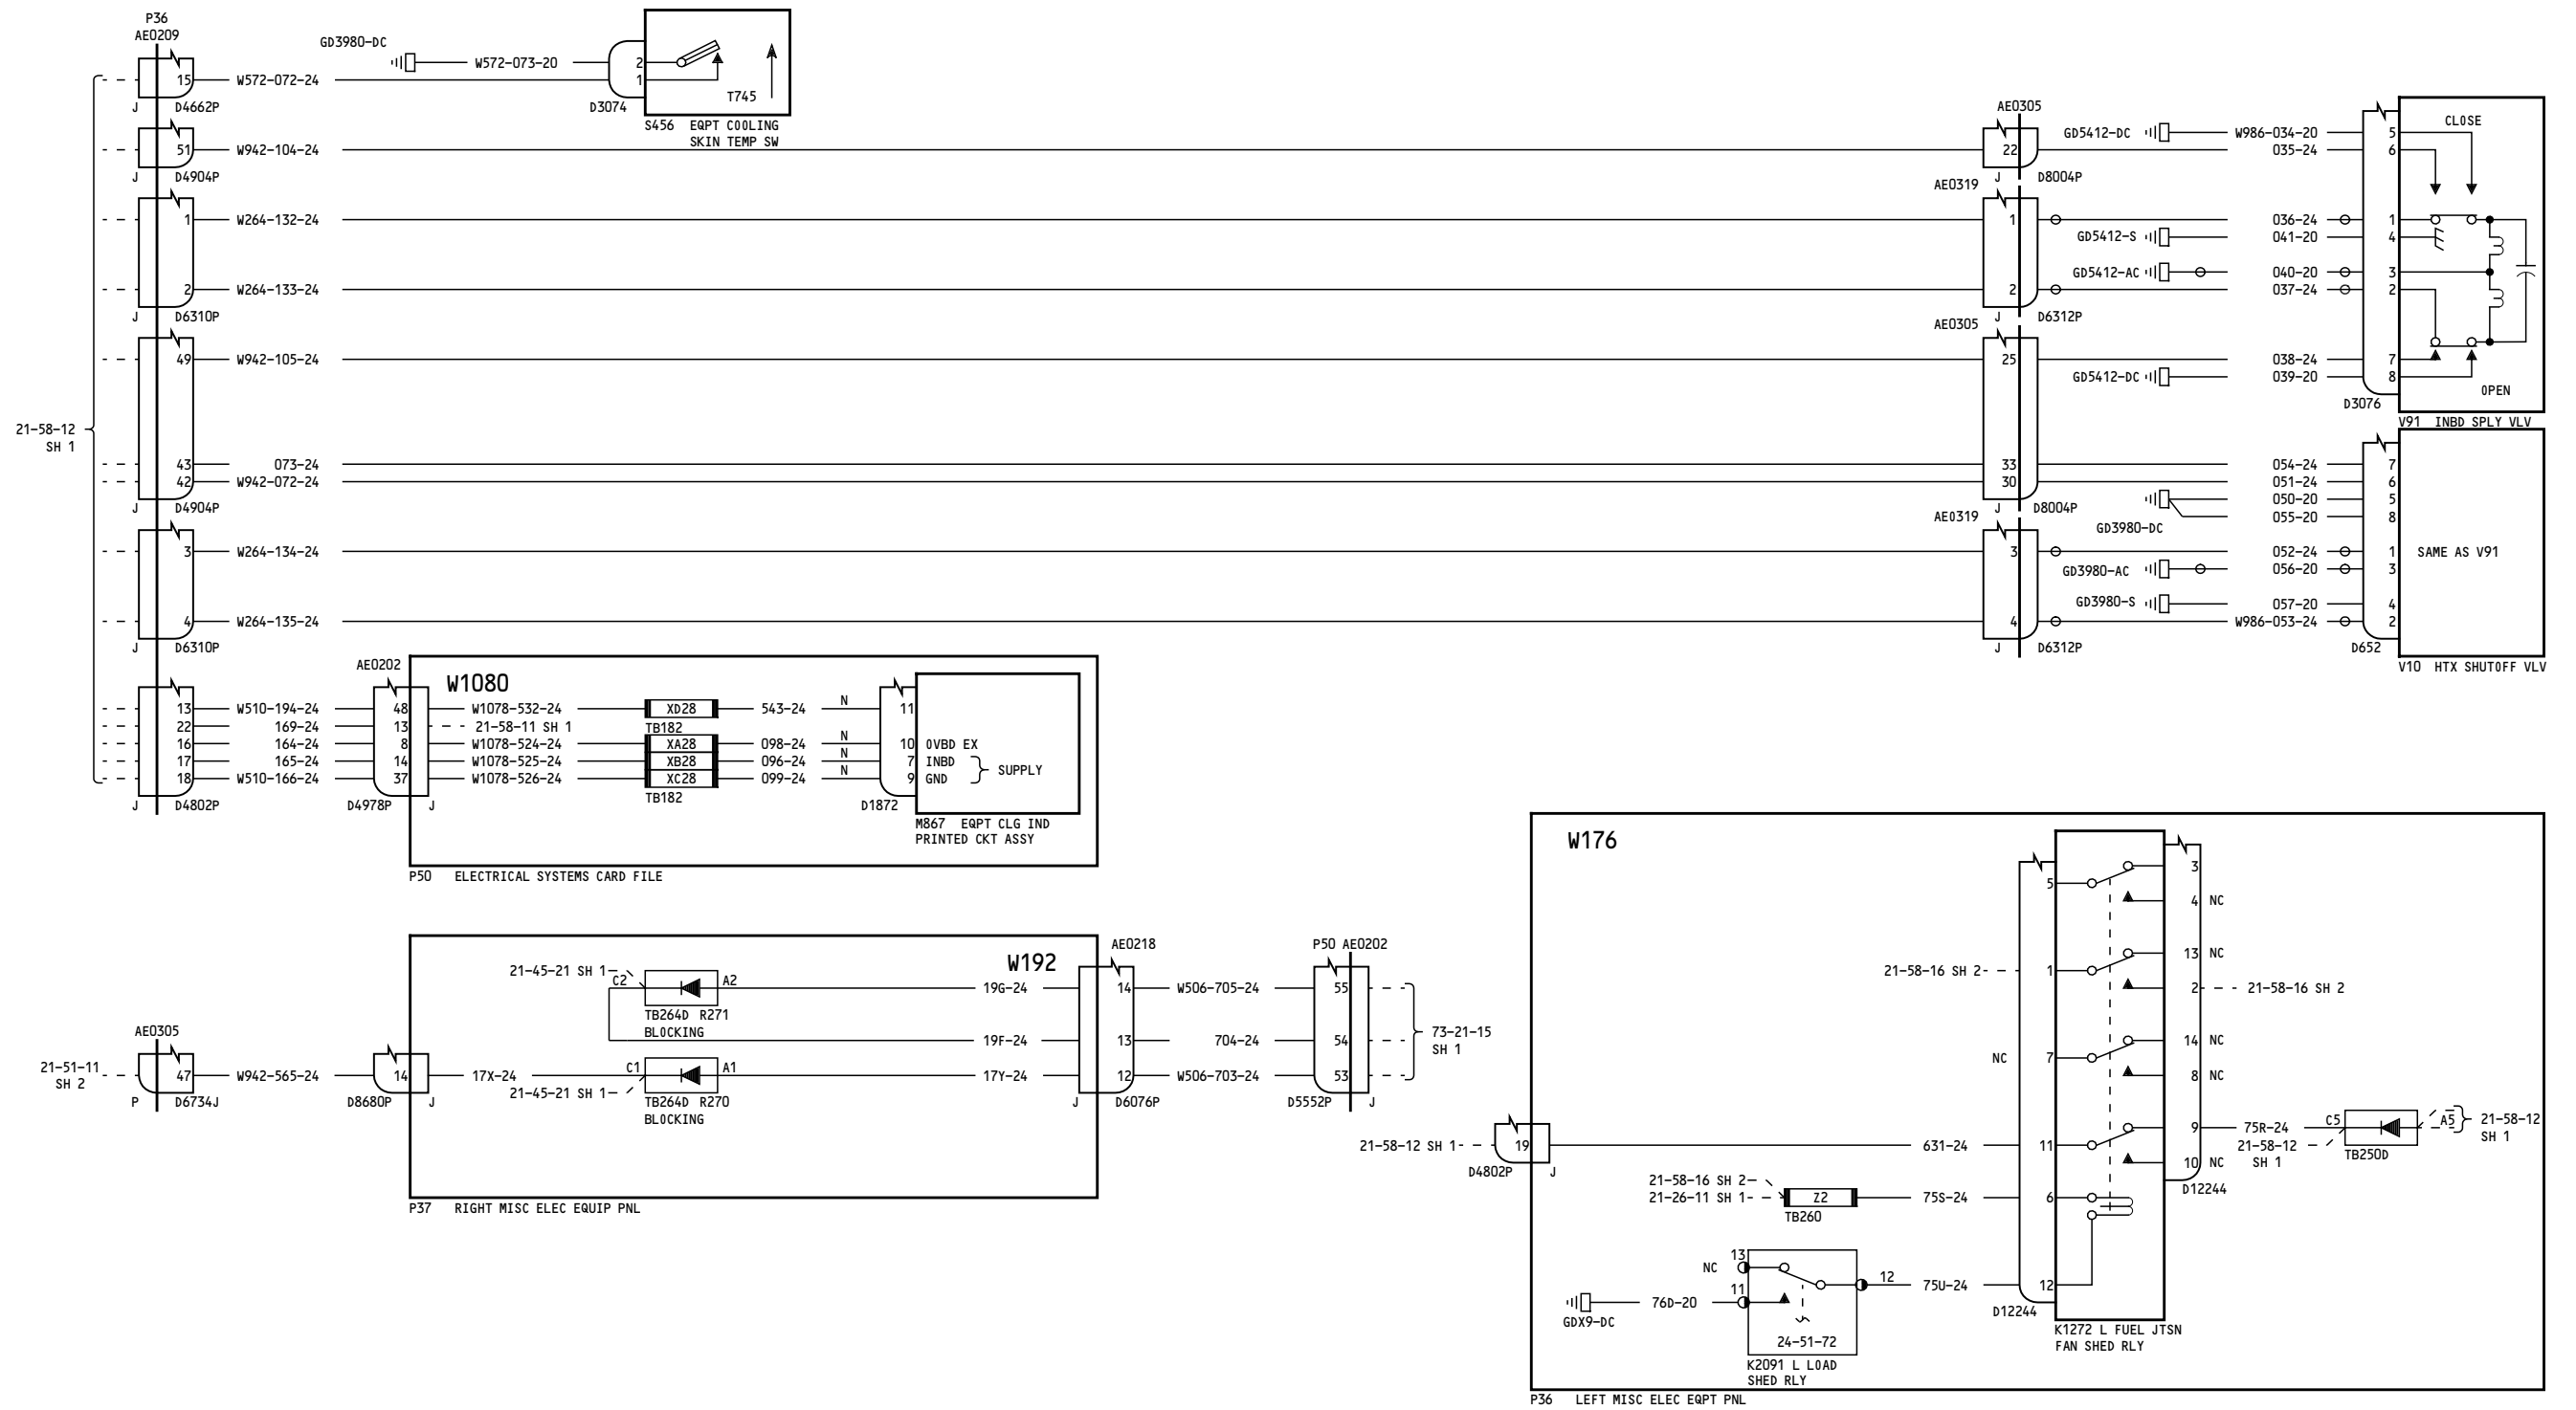 P36
AE0209
15
J
D4662P
W572-072-24
GD3980-DC
W572-073-20
2
1
D3074
T745
S456 EQPT COOLING
SKIN TEMP SW
51
J
D4904P
W942-104-24
1
W264-132-24
2
W264-133-24
J
D6310P
49
W942-105-24
21-58-12
SH 1
43
073-24
42
W942-072-24
J
D4904P
3
W264-134-24
4
W264-135-24
J
D6310P
AE0305
22
J
D8004P
AE0319
1
2
J
D6312P
AE0305
25
33
30
J
D8004P
AE0319
3
4
J
D6312P
GD5412-DC
W986-034-20
5
035-24
6
036-24
1
GD5412-S
041-20
4
GD5412-AC
040-20
3
037-24
2
038-24
7
GD5412-DC
039-20
8
CLOSE
OPEN
D3076
V91 INBD SPLY VLV
054-24
7
051-24
6
050-20
5
055-20
8
GD3980-DC
052-24
1
GD3980-AC
056-20
3
GD3980-S
057-20
4
W986-053-24
2
SAME AS V91
D652
V10 HTX SHUTOFF VLV
13
W510-194-24
22
169-24
16
164-24
17
165-24
18
W510-166-24
J
D4802P
AE0202
48
13
8
14
37
D4978P
J
W1080
W1078-532-24
21-58-11 SH 1
W1078-524-24
W1078-525-24
W1078-526-24
XD28
TB182
XA28
XB28
XC28
TB182
543-24
N
098-24
N
096-24
N
099-24
N
11
10 OVBD EX
7 INBD
9 GND
SUPPLY
D1872
M867 EQPT CLG IND
PRINTED CKT ASSY
P50 ELECTRICAL SYSTEMS CARD FILE
W192
21-45-21 SH 1
C2
A2
TB264D R271
BLOCKING
19G-24
19F-24
AE0305
21-51-11
SH 2
47
P
D6734J
W942-565-24
14
D8680P
J
17X-24
C1
A1
21-45-21 SH 1
TB264D R270
BLOCKING
17Y-24
AE0218
14
13
12
J
D6076P
W506-705-24
704-24
W506-703-24
P50 AE0202
55
54
53
D5552P
J
73-21-15
SH 1
P37 RIGHT MISC ELEC EQUIP PNL
W176
5
3
4
NC
13
NC
21-58-16 SH 2
1
2
21-58-16 SH 2
14
NC
NC
7
8
NC
21-58-12 SH 1
19
D4802P
J
631-24
11
9
75R-24
C5
A5
21-58-12
SH 1
21-58-12
SH 1
TB250D
10
NC
D12244
21-58-16 SH 2
21-26-11 SH 1
Z2
TB260
75S-24
6
13
NC
11
12
75U-24
12
GDX9-DC
76D-20
24-51-72
K2091 L LOAD
SHED RLY
D12244
K1272 L FUEL JTSN
FAN SHED RLY
P36 LEFT MISC ELEC EQPT PNL